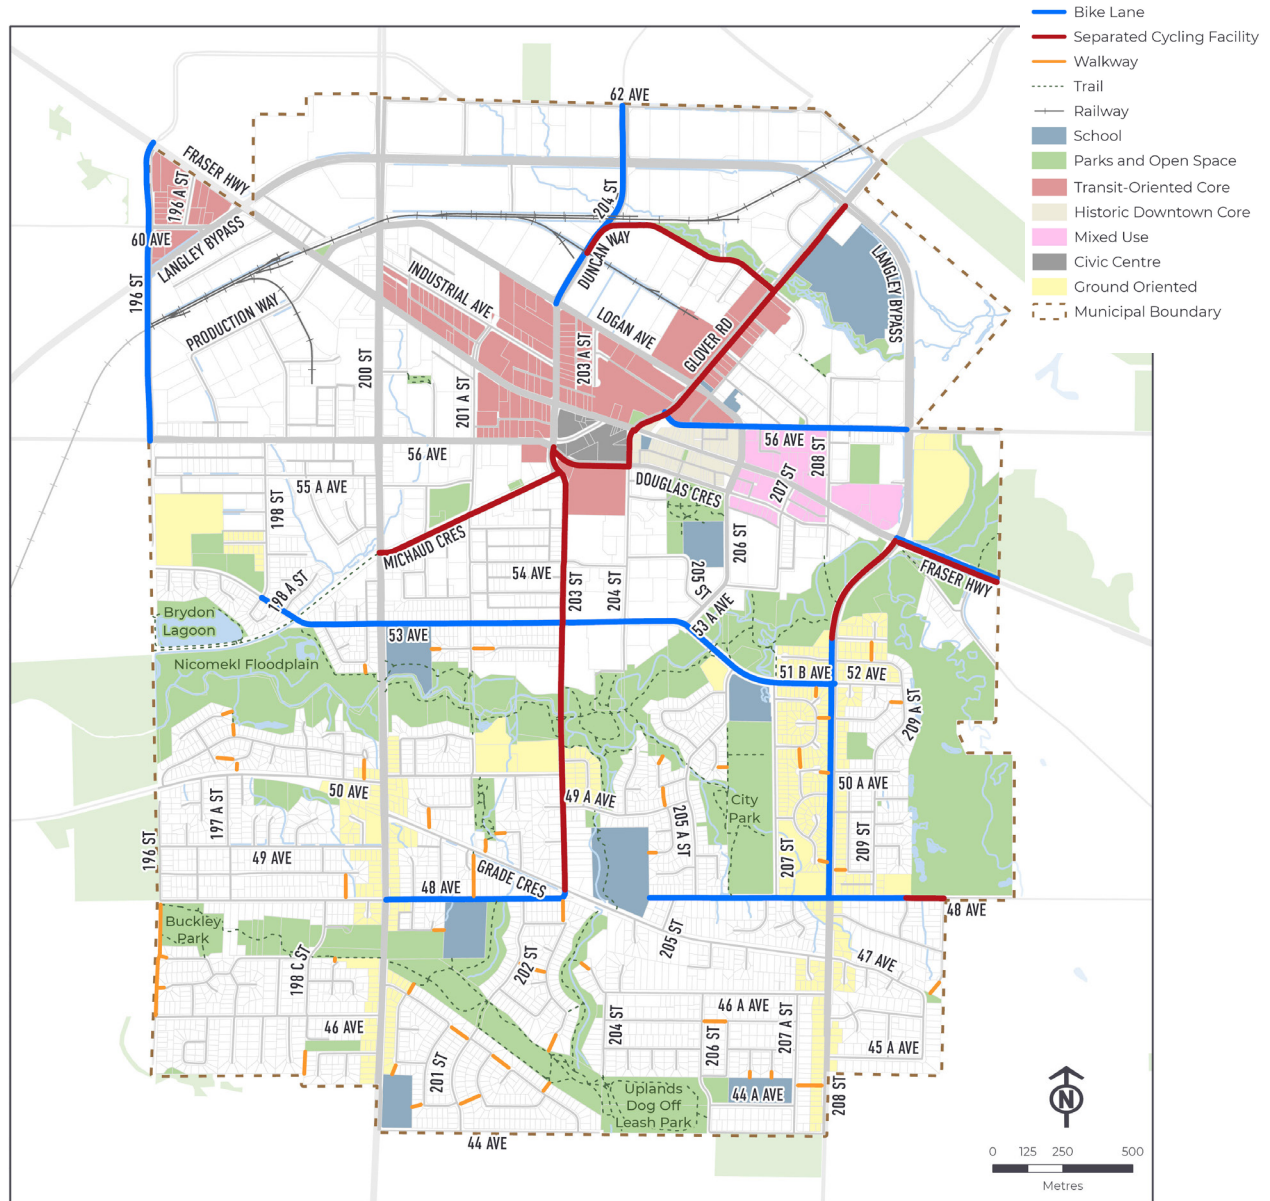 Bike Lane
Separated Cycling Facility
Walkway
Trail
Railway
School
Parks and Open Space
Transit-Oriented Core
Historic Downtown Core
Mixed Use
Civic Centre
Ground Oriented
Municipal Boundary
62 AVE
FRASER HWY
196 A ST
204 ST
60 AVE
LANGLEY BYPASS
DUNCAN WAY
LANGLEY BYPASS
196 ST
INDUSTRIAL AVE
PRODUCTION WAY
LOGAN AVE
GLOVER RD
200 ST
203 A ST
201 A ST
56 AVE
56 AVE
208 ST
55 A AVE
198 ST
DOUGLAS CRES
207 ST
MICHAUD CRES
206 ST
54 AVE
203 ST
204 ST
205 ST
FRASER HWY
198 A ST
53 A AVE
Brydon
Lagoon
53 AVE
Nicomekl Floodplain
51 B AVE
52 AVE
209 A ST
50 AVE
49 A AVE
50 A AVE
City
Park
197 A ST
205 A ST
196 ST
49 AVE
207 ST
209 ST
GRADE CRES
48 AVE
48 AVE
Buckley
Park
205 ST
198 C ST
202 ST
47 AVE
46 A AVE
46 AVE
204 ST
206 ST
207 A ST
45 A AVE
201 ST
Uplands
Dog Off
Leash Park
44 A AVE
208 ST
44 AVE
N
0 125 250 500
Metres